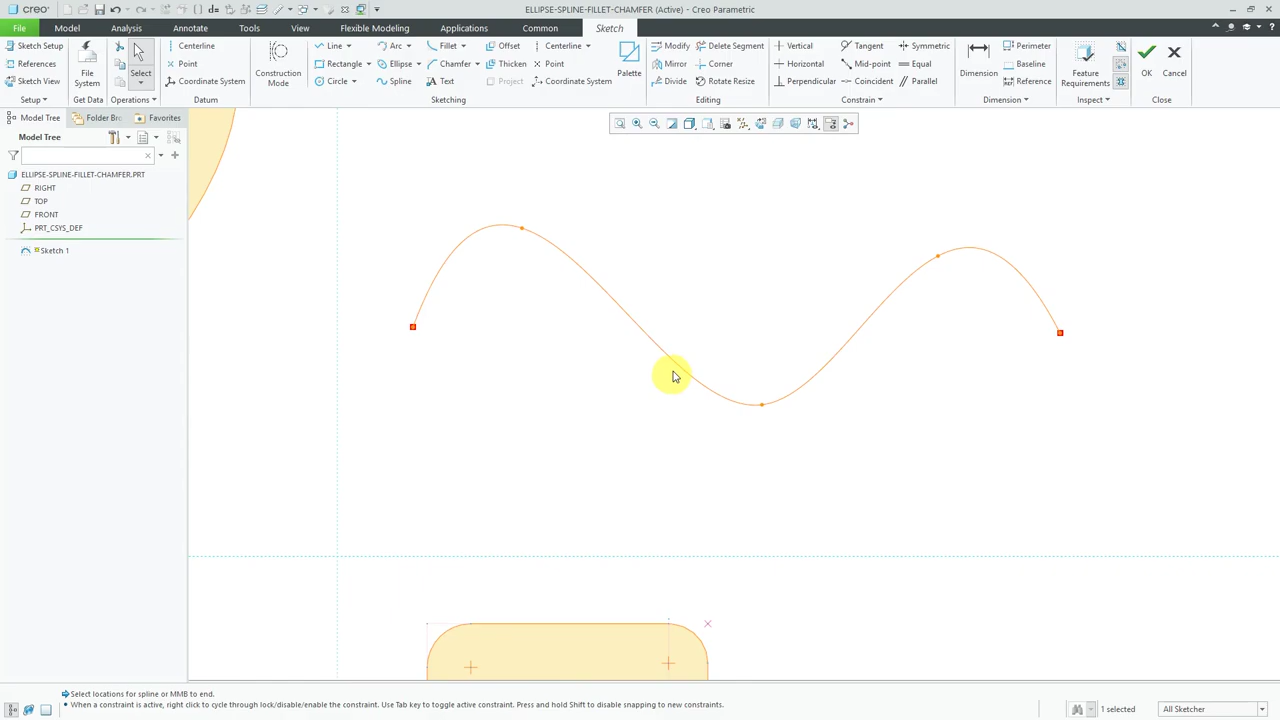 creo
ELLIPSE-SPLINE-FILLET-CHAMFER (Active) - Creo Parametric
File Model Analysis Annotate Tools View Flexible Modeling Applications Common Sketch
Sketch Setup
References
Sketch View
Setup
File System
Get Data
Select
Operations
Centerline
Point
Coordinate System
Datum
Construction Mode
Line Arc Fillet Offset Centerline
Rectangle Ellipse Chamfer Thicken Point
Circle Spline Text Project Coordinate System
Palette
Sketching
Modify Delete Segment
Mirror Corner
Divide Rotate Resize
Editing
Vertical Tangent Symmetric
Horizontal Mid-point Equal
Perpendicular Coincident Parallel
Constrain
Dimension
Perimeter
Baseline
Reference
Dimension
Feature Requirements
Inspect
OK
Cancel
Close
Model Tree Folder Bro Favorites
Model Tree
ELLIPSE-SPLINE-FILLET-CHAMFER.PRT
RIGHT
TOP
FRONT
PRT_CSYS_DEF
Sketch 1
Select locations for spline or MMB to end.
When a constraint is active, right click to cycle through lock/disable/enable the constraint. Use Tab key to toggle active constraint. Press and hold Shift to disable snapping to new constraints.
1 selected
All Sketcher